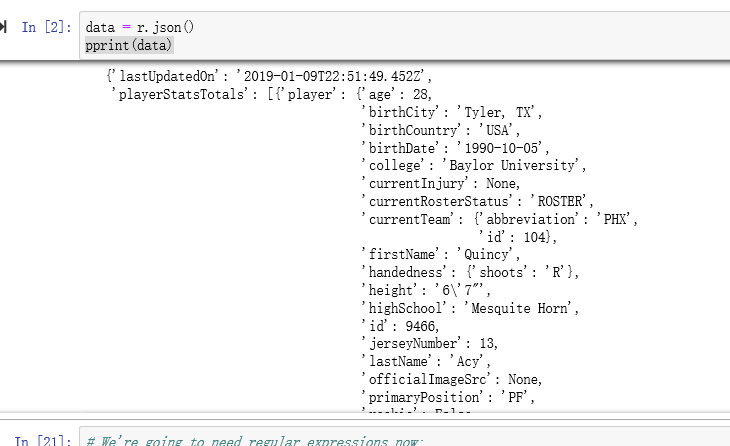 In [2]: data = r.json()
pprint(data)
{'lastUpdatedOn': '2019-01-09T22:51:49.452Z',
'playerStatsTotals': [{'player': {'age': 28,
'birthCity': 'Tyler, TX',
'birthCountry': 'USA',
'birthDate': '1990-10-05',
'college': 'Baylor University',
'currentInjury': None,
'currentRosterStatus': 'ROSTER',
'currentTeam': {'abbreviation': 'PHX',
'id': 104},
'firstName': 'Quincy',
'handedness': {'shoots': 'R'},
'height': '6\'7"',
'highSchool': 'Mesquite Horn',
'id': 9466,
'jerseyNumber': 13,
'lastName': 'Acy',
'officialImageSrc': None,
'primaryPosition': 'PF',
In [21]: # We're going to need regular expressions now: